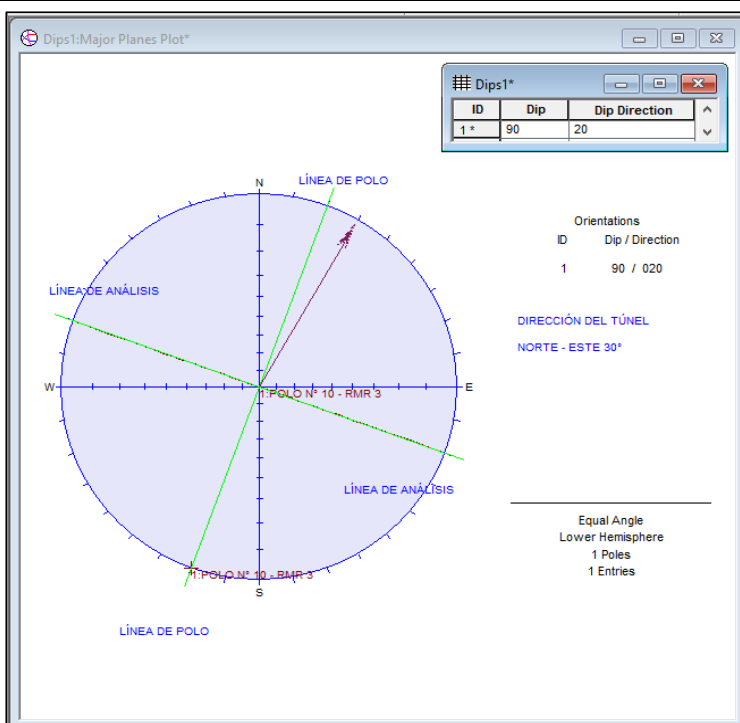 Dips1:Major Planes Plot*
Dips1*
ID Dip Dip Direction
1 * 90 20
N
LÍNEA DE POLO
Orientations
ID Dip / Direction
1 90 / 020
LÍNEA DE ANÁLISIS
DIRECCIÓN DEL TÚNEL
NORTE - ESTE 30°
W
E
1:POLO N° 10 - RMR 3
LÍNEA DE ANÁLISIS
Equal Angle
Lower Hemisphere
1 Poles
1 Entries
1:POLO N° 10 - RMR 3
S
LÍNEA DE POLO